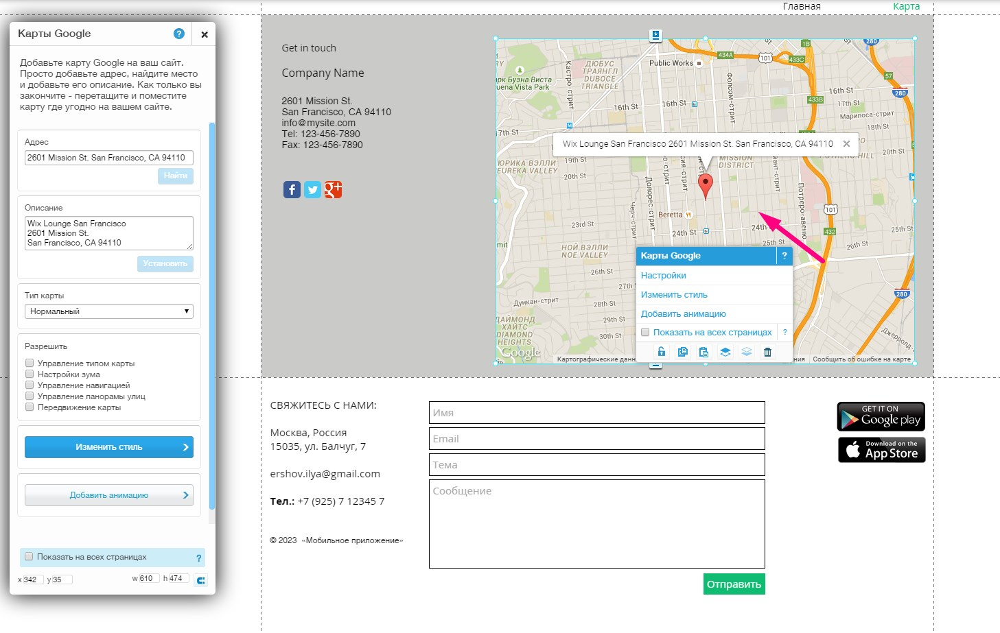 Главная
Карта
Карты Google
?
×
Добавьте карту Google на ваш сайт.
Просто добавьте адрес, найдите место
и добавьте его описание. Как только вы
закончите - перетащите и поместите
карту где угодно на вашем сайте.
Адрес
2601 Mission St. San Francisco, CA 94110
Найти
Описание
Wix Lounge San Francisco
2601 Mission St.
San Francisco, CA 94110
Установить
Тип карты
Нормальный
Разрешить
Управление типом карты
Настройки зума
Управление навигацией
Управление панорамы улиц
Передвижение карты
Изменить стиль
Добавить анимацию
Показать на всех страницах
?
x 342 y 35 w 610 h 474
Get in touch
Company Name
2601 Mission St.
San Francisco, CA 94110
info@mysite.com
Tel: 123-456-7890
Fax: 123-456-7890
f
g+
1B
280
434A
101
433C
Public Works
ДЮБУС
ТРИАНГЛ
DUBOCE
TRIANGLE
57
280
арк Буэна Виста
uena Vista Park
Кастро-стрит
Фолсом-стрит
16th St
16th St
16th St
433B
17th St
Марипоса-стрит
18th St
17th St
Wix Lounge San Francisco 2601 Mission St. San Francisco, CA 94110
×
HILL
MISSION
DISTRICT
20th St
20th St
ЮРИКА ВЭЛЛИ
EUREKA VALLEY
Долорес-стрит
Потреро-авеню
Черч-стрит
101
Beretta
23rd St
24th St
24th St
25th St
25th St
26th St
432
НОЙ ВЭЛЛИ
NOE VALLEY
26th St
27th St
280
Дункан-стрит
28th St
29th St
30th St
ДАЙМОНД
ХАЙТС
DIAMOND
HEIGHTS
Джерролд-
Google
Картографические данн
Сообщить об ошибке на карте
Карты Google
?
Настройки
Изменить стиль
Добавить анимацию
Показать на всех страницах
?
СВЯЖИТЕСЬ С НАМИ:
Москва, Россия
15035, ул. Балчуг, 7
ershov.ilya@gmail.com
Тел.: +7 (925) 7 12345 7
© 2023 «Мобильное приложение»
Имя
Email
Тема
Сообщение
Отправить
GET IT ON
Google play
Download on the
App Store